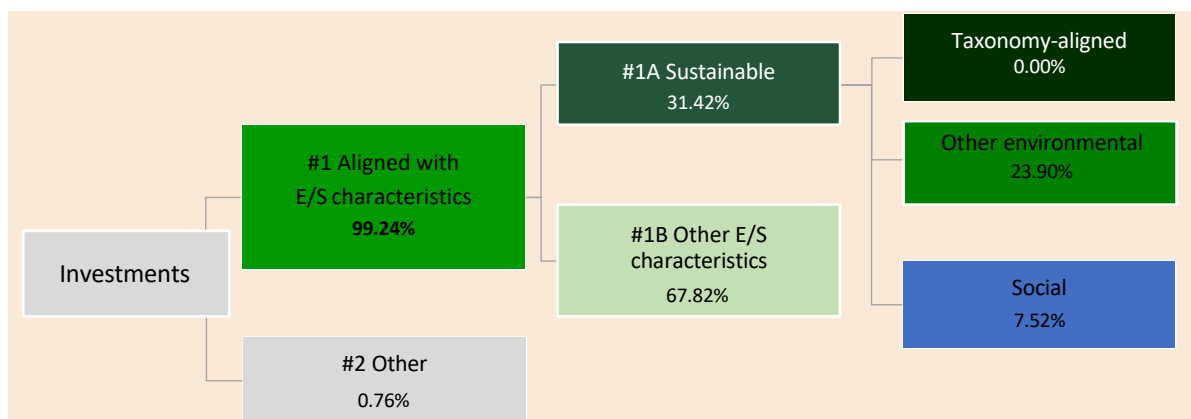 Investments
#1 Aligned with
E/S characteristics
99.24%
#2 Other
0.76%
#1A Sustainable
31.42%
#1B Other E/S
characteristics
67.82%
Taxonomy-aligned
0.00%
Other environmental
23.90%
Social
7.52%